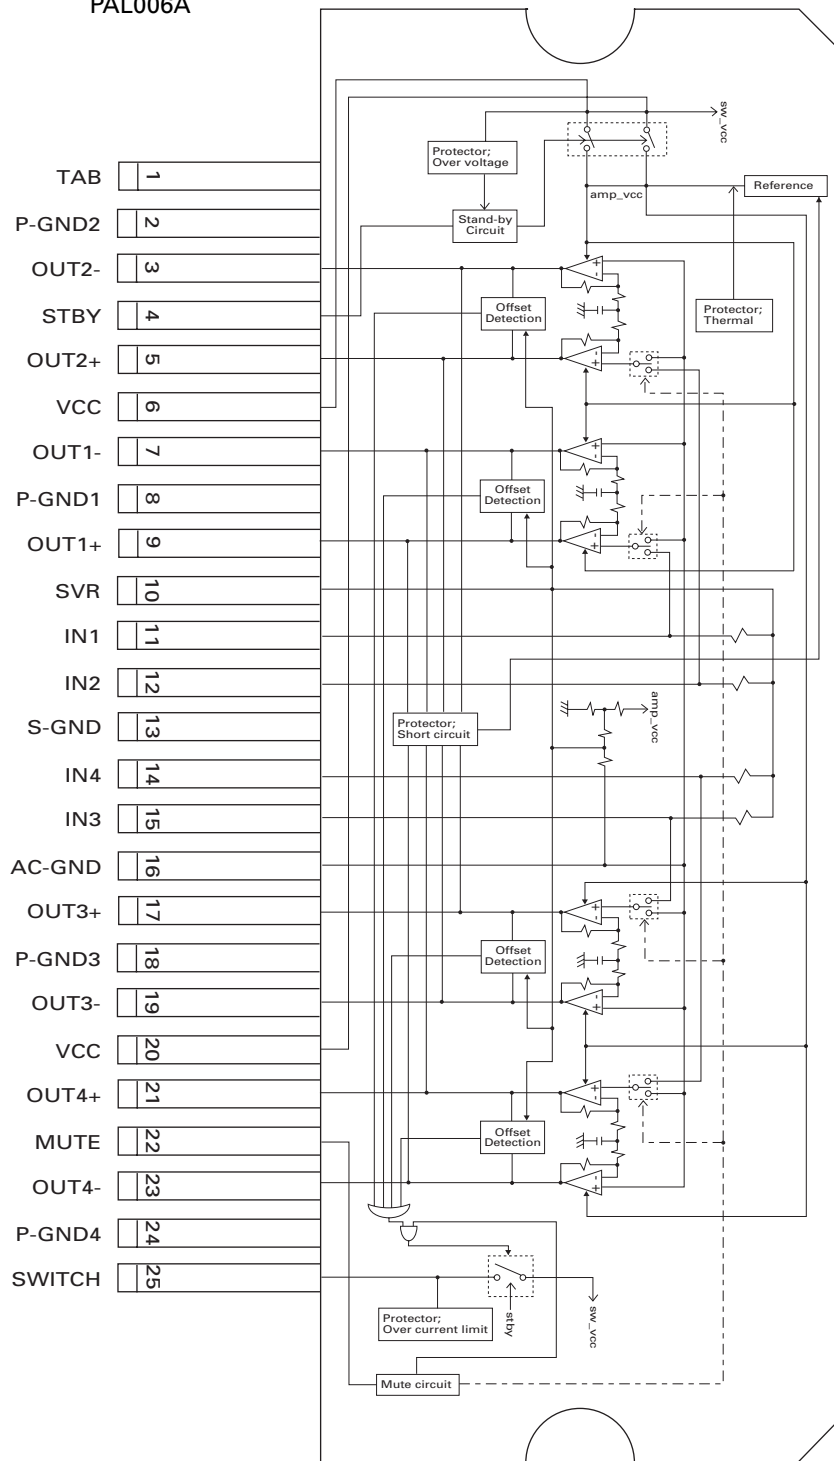 PAL006A
TAB 1
P-GND2 2
OUT2- 3
STBY 4
OUT2+ 5
VCC 6
OUT1- 7
P-GND1 8
OUT1+ 9
SVR 10
IN1 11
IN2 12
S-GND 13
IN4 14
IN3 15
AC-GND 16
OUT3+ 17
P-GND3 18
OUT3- 19
VCC 20
OUT4+ 21
MUTE 22
OUT4- 23
P-GND4 24
SWITCH 25
sw_vcc
Protector;
Over voltage
Reference
amp_vcc
Stand-by
Circuit
+
-
Offset
Detection
Protector;
Thermal
-
+
+
-
Offset
Detection
-
+
amp_vcc
Protector;
Short circuit
+
-
Offset
Detection
-
+
+
-
Offset
Detection
-
+
Protector;
Over current limit
stby
sw_vcc
Mute circuit